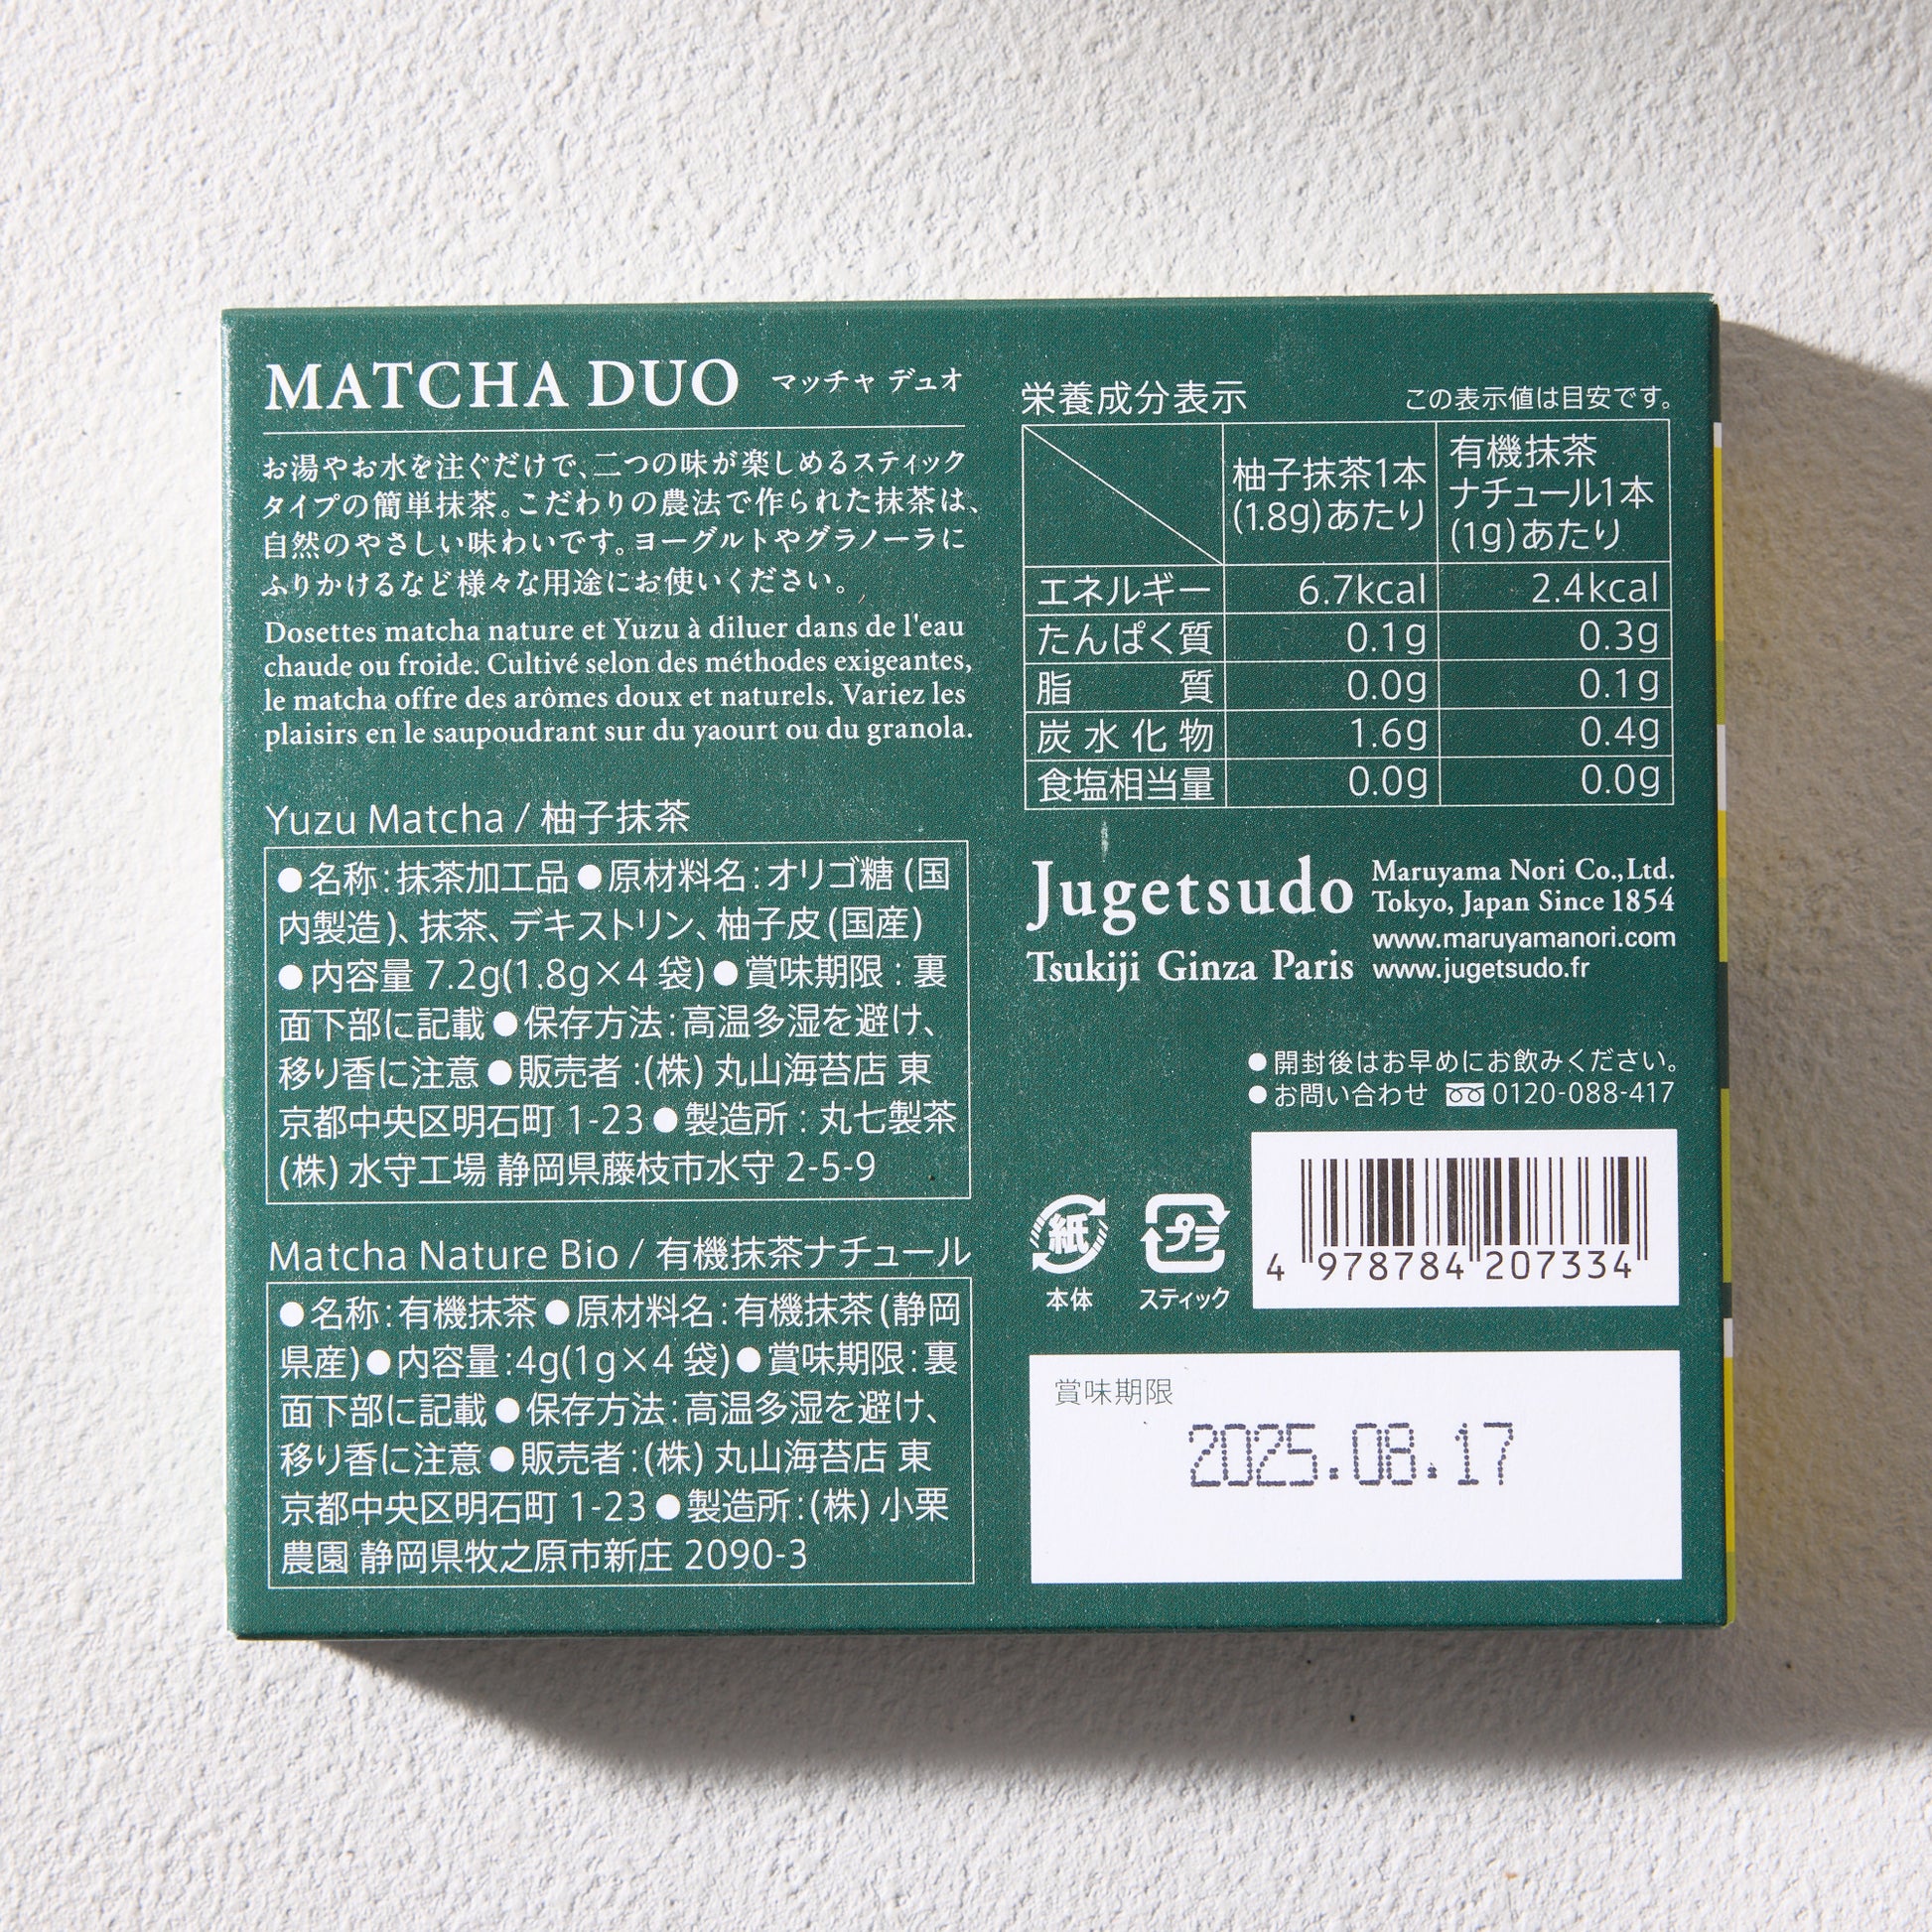 MATCHA DUO マッチャ デュオ
お湯やお水を注ぐだけで、二つの味が楽しめるスティック
タイプの簡単抹茶。こだわりの農法で作られた抹茶は、
自然のやさしい味わいです。ヨーグルトやグラノーラに
ふりかけるなど様々な用途にお使いください。
Dosettes matcha nature et Yuzu à diluer dans de l'eau
chaude ou froide. Cultivé selon des méthodes exigeantes,
le matcha offre des arômes doux et naturels. Variez les
plaisirs en le saupoudrant sur du yaourt ou du granola.
Yuzu Matcha / 柚子抹茶
●名称:抹茶加工品●原材料名:オリゴ糖(国
内製造)、抹茶、デキストリン、柚子皮(国産)
●内容量 7.2g(1.8g×4 袋)●賞味期限:裏
面下部に記載●保存方法:高温多湿を避け、
移り香に注意●販売者:(株) 丸山海苔店 東
京都中央区明石町 1-23●製造所:丸七製茶
(株) 水守工場 静岡県藤枝市水守 2-5-9
Matcha Nature Bio / 有機抹茶ナチュール
●名称:有機抹茶●原材料名:有機抹茶(静岡
県産)●内容量:4g(1g×4 袋)●賞味期限:裏
面下部に記載●保存方法:高温多湿を避け、
移り香に注意●販売者:(株) 丸山海苔店 東
京都中央区明石町 1-23●製造所:(株) 小栗
農園 静岡県牧之原市新庄 2090-3
栄養成分表示 この表示値は目安です。
柚子抹茶1本
(1.8g)あたり
有機抹茶
ナチュール1本
(1g)あたり
エネルギー 6.7kcal 2.4kcal
たんぱく質 0.1g 0.3g
脂質 0.0g 0.1g
炭水化物 1.6g 0.4g
食塩相当量 0.0g 0.0g
Jugetsudo
Tsukiji Ginza Paris
Maruyama Nori Co.,Ltd.
Tokyo, Japan Since 1854
www.maruyamanori.com
www.jugetsudo.fr
●開封後はお早めにお飲みください。
●お問い合わせ 0120-088-417
紙 プラ
本体 スティック
4 978784 207334
賞味期限
2025.08.17